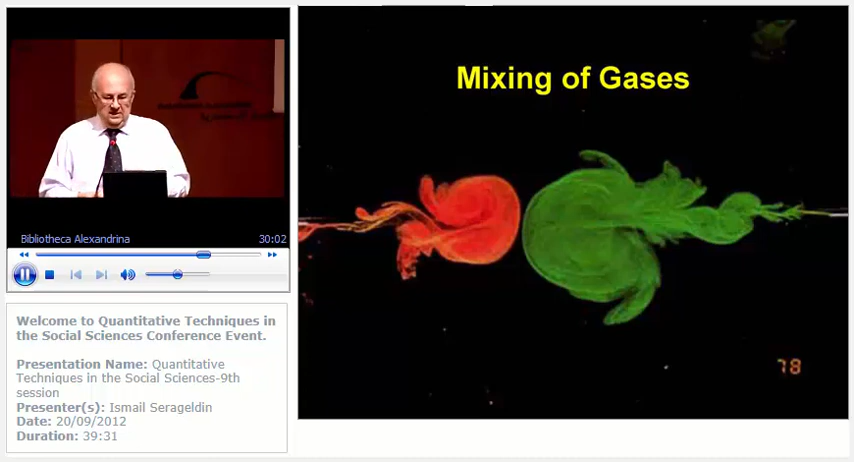 Mixing of Gases
78
Bibliotheca Alexandrina 30:02
Welcome to Quantitative Techniques in
the Social Sciences Conference Event.
Presentation Name: Quantitative
Techniques in the Social Sciences-9th
session
Presenter(s): Ismail Serageldin
Date: 20/09/2012
Duration: 39:31